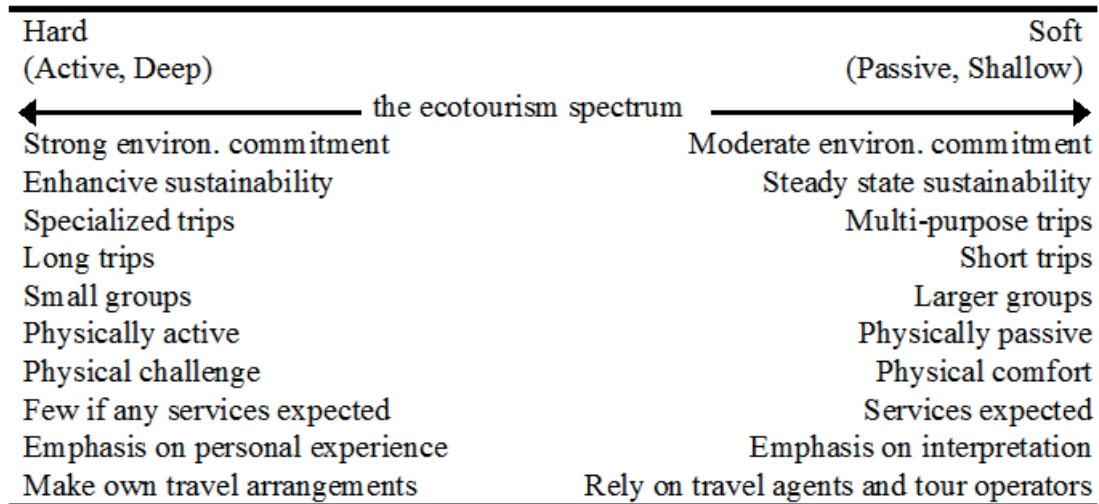 Hard Soft
(Active, Deep) (Passive, Shallow)
the ecotourism spectrum
Strong environ. commitment Moderate environ. commitment
Enhancive sustainability Steady state sustainability
Specialized trips Multi-purpose trips
Long trips Short trips
Small groups Larger groups
Physically active Physically passive
Physical challenge Physical comfort
Few if any services expected Services expected
Emphasis on personal experience Emphasis on interpretation
Make own travel arrangements Rely on travel agents and tour operators